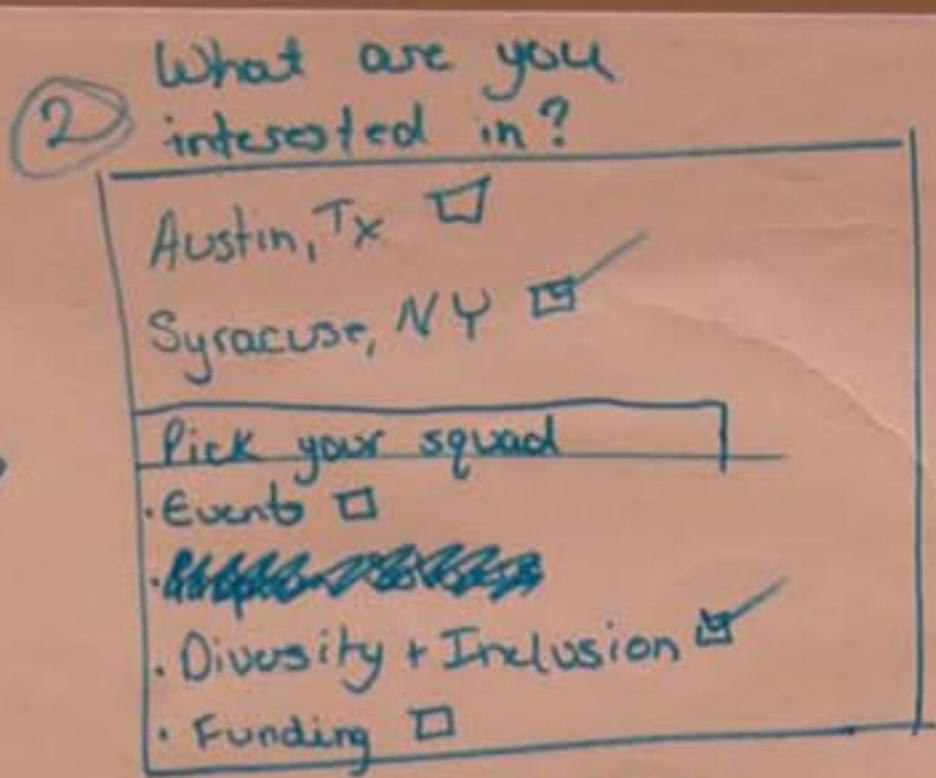 2
What are you
interested in?
Austin, Tx
Syracuse, NY
Pick your squad
· Events
·
· Diversity + Inclusion
· Funding